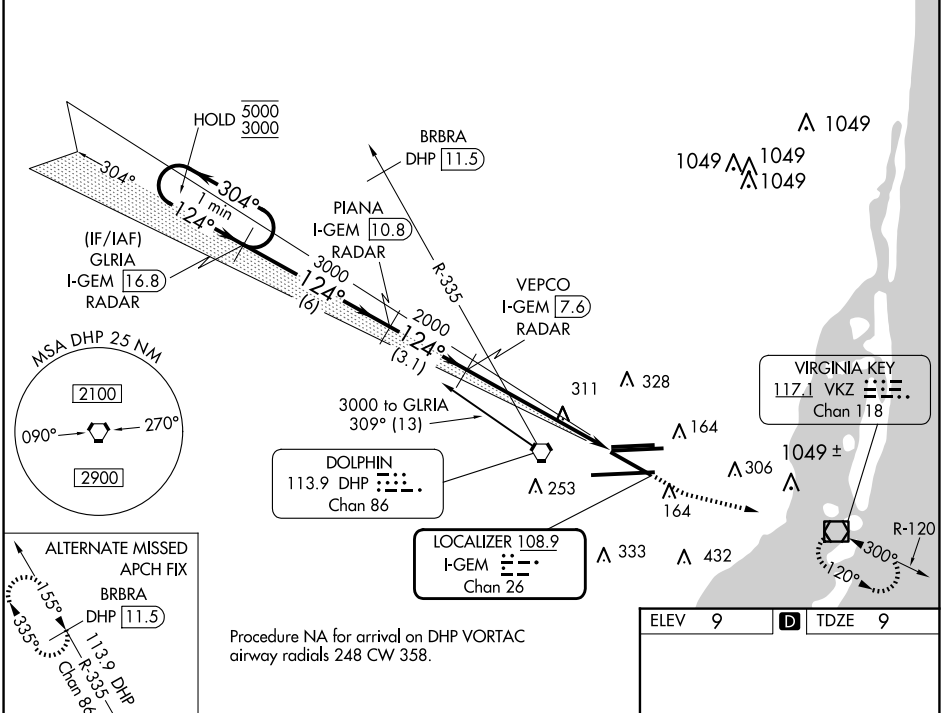 HOLD 5000
3000
BRBRA
DHP 11.5
1049
1049
1049
1049
304°
304°
124°
1 min
PIANA
I-GEM 10.8
RADAR
(IF/IAF)
GLRIA
I-GEM 16.8
RADAR
3000
124°
(6)
R-335
VEPCO
I-GEM 7.6
RADAR
2000
124°
(3.1)
MSA DHP 25 NM
2100
090°
270°
2900
3000 to GLRIA
309° (13)
311
328
164
VIRGINIA KEY
117.1 VKZ
Chan 118
DOLPHIN
113.9 DHP
Chan 86
253
306
1049 ±
164
LOCALIZER 108.9
I-GEM
Chan 26
333
432
R-120
300°
120°
ALTERNATE MISSED
APCH FIX
BRBRA
DHP 11.5
155°
335°
113.9 DHP
R-335
Chan 86
Procedure NA for arrival on DHP VORTAC
airway radials 248 CW 358.
ELEV 9 D TDZE 9